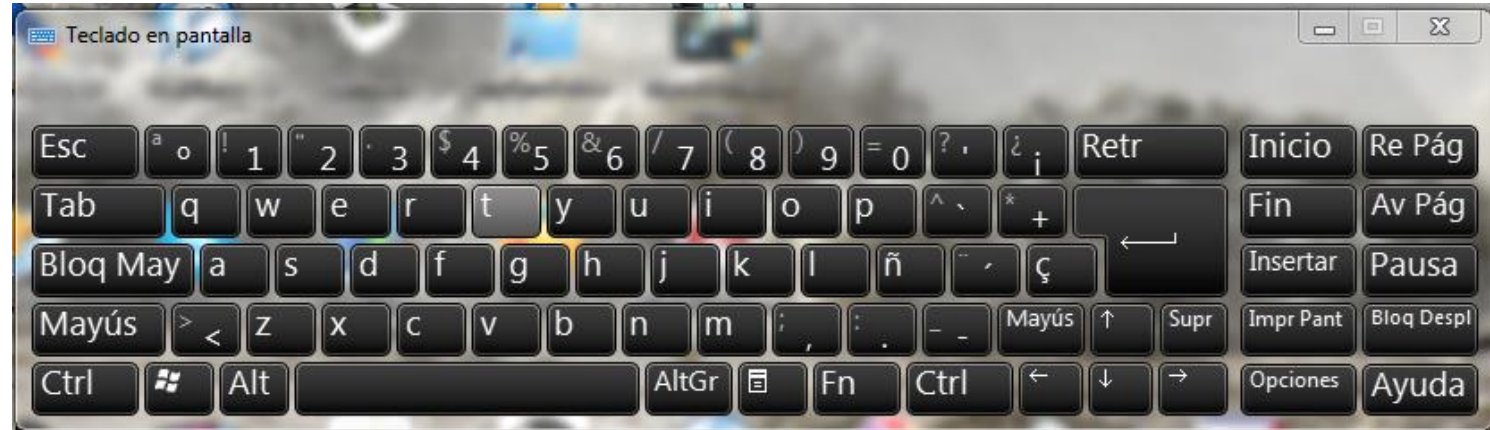 Teclado en pantalla
Esc ª º ! 1 " 2 · 3 $ 4 % 5 & 6 / 7 ( 8 ) 9 = 0 ? ' ¿ ¡ Retr Inicio Re Pág
Tab q w e r t y u i o p ^ ` * + Fin Av Pág
Bloq May a s d f g h j k l ñ ¨ ´ ç Insertar Pausa
Mayús > < z x c v b n m ; , : . _ - Mayús ↑ Supr Impr Pant Bloq Despl
Ctrl Alt AltGr Fn Ctrl ← ↓ → Opciones Ayuda